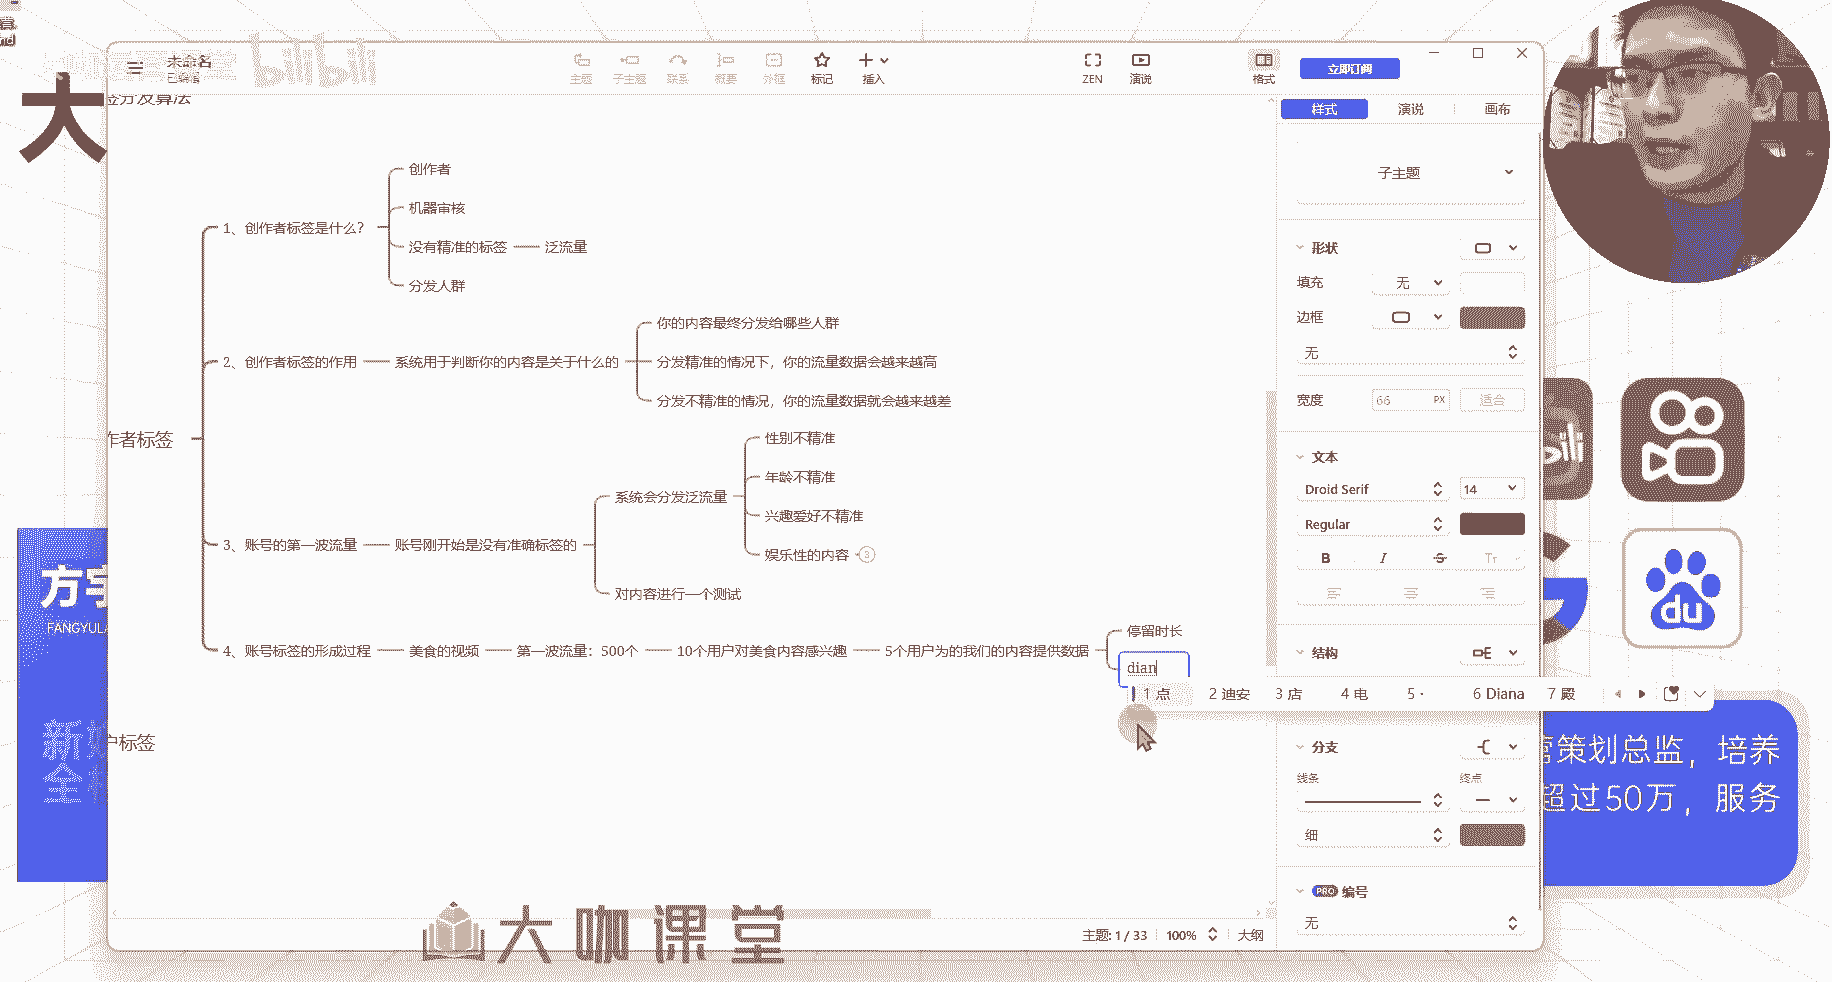 bilibili
未命名
已编辑
主题 子主题 联系 概要 外框 标记 插入
ZEN 演说 格式 立即订阅
大
签分发算法
作者标签
户标签
1、创作者标签是什么?
创作者
机器审核
没有精准的标签 泛流量
分发人群
2、创作者标签的作用 系统用于判断你的内容是关于什么的
你的内容最终分发给哪些人群
分发精准的情况下，你的流量数据会越来越高
分发不精准的情况，你的流量数据就会越来越差
3、账号的第一波流量 账号刚开始是没有准确标签的
系统会分发泛流量
性别不精准
年龄不精准
兴趣爱好不精准
娱乐性的内容 3
对内容进行一个测试
4、账号标签的形成过程 美食的视频 第一波流量：500个 10个用户对美食内容感兴趣 5个用户为的我们的内容提供数据
停留时长
dian
1 点 2 迪安 3 店 4 电 5 · 6 Diana 7 殿
样式 演说 画布
子主题
形状
填充 无
边框
无
宽度 66 PX 适合
文本
Droid Serif 14
Regular
B I S Tт
结构
分支
线条 终点
细
PRO 编号
无
主题: 1 / 33 100% 大纲
方宇
FANGYUL
新
全
du
营策划总监，培养
超过50万，服务
大咖课堂